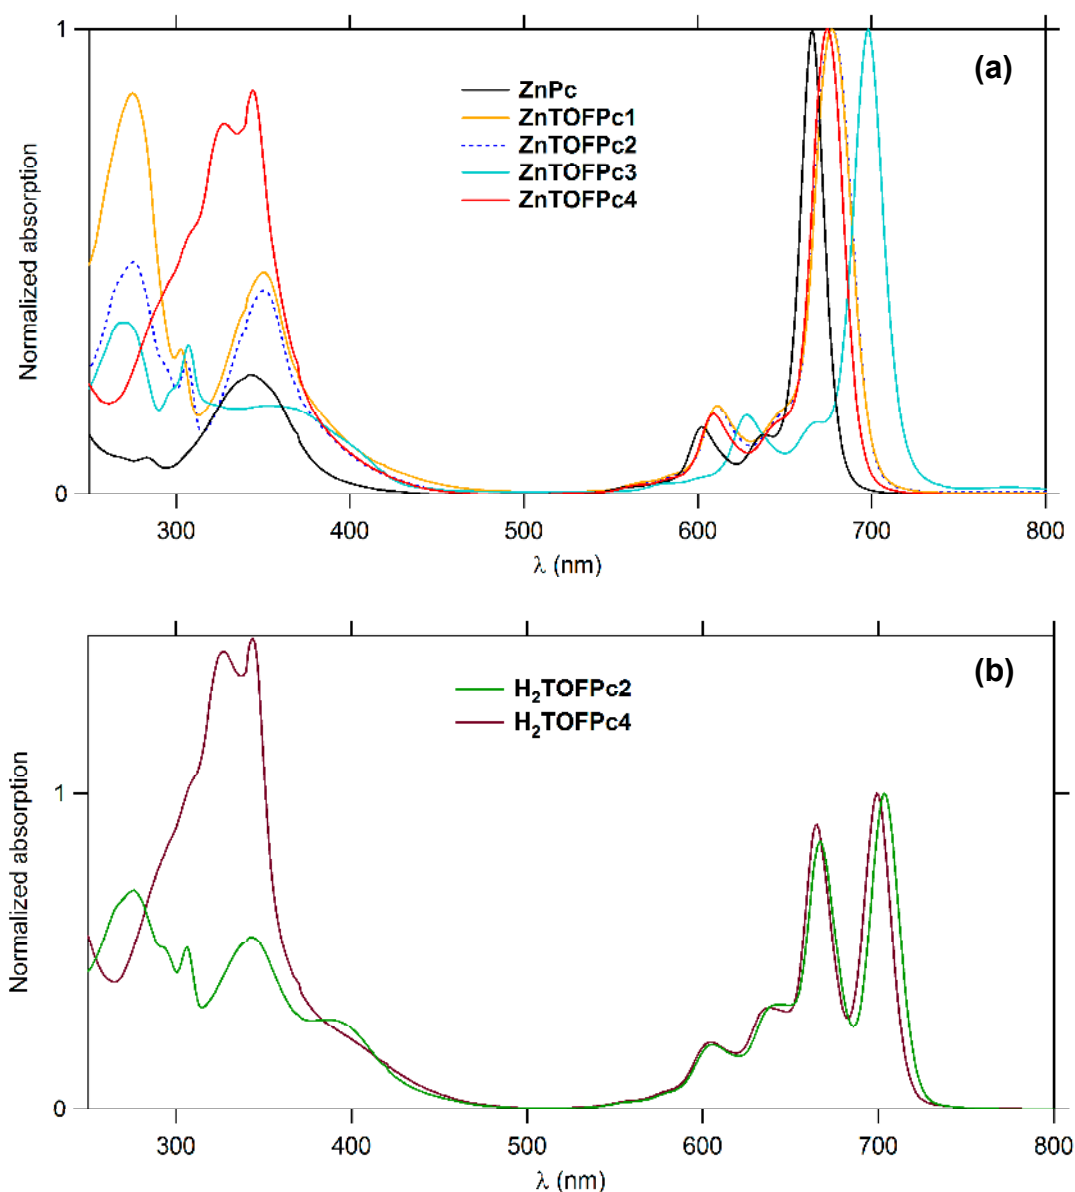 1
(a)
ZnPc
ZnTOFPc1
ZnTOFPc2
ZnTOFPc3
ZnTOFPc4
Normalized absorption
0
300 400 500 600 700 800
λ (nm)
(b)
H₂TOFPc2
H₂TOFPc4
1
Normalized absorption
0
300 400 500 600 700 800
λ (nm)